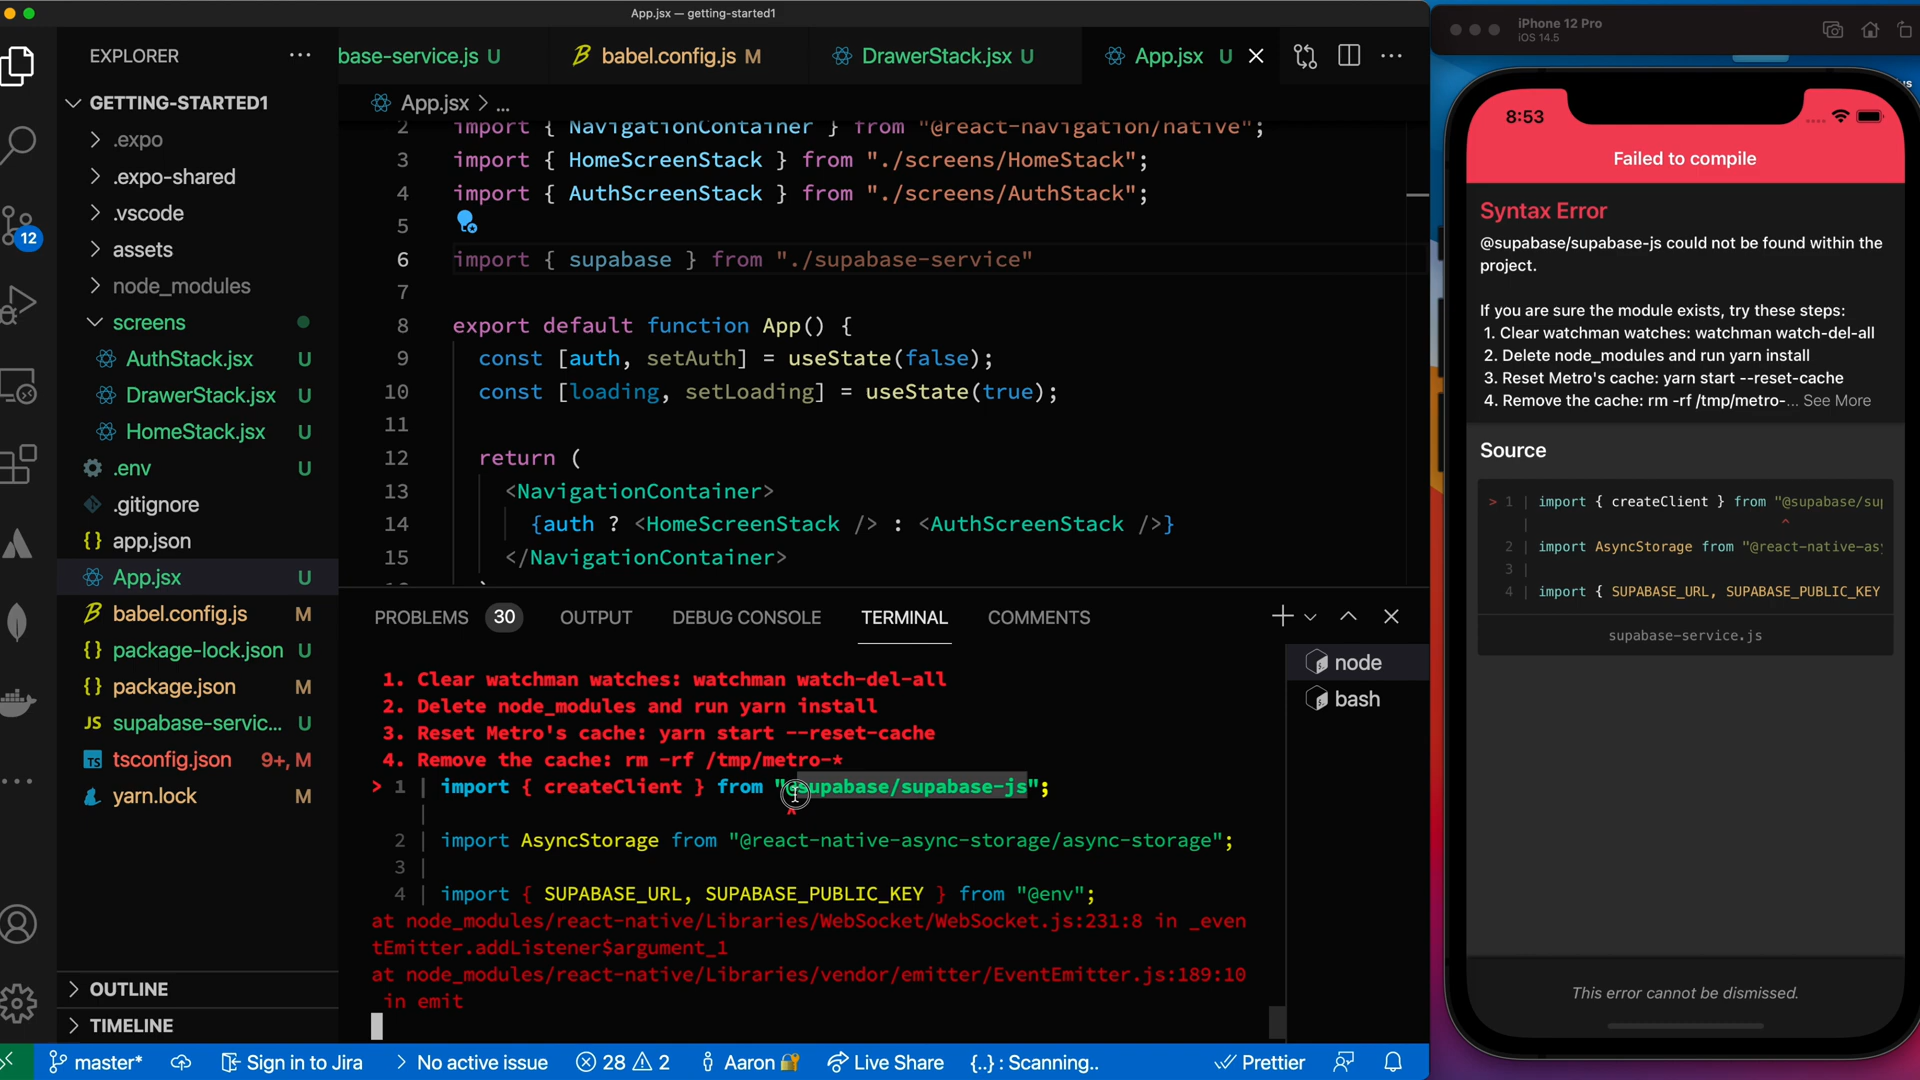 App.jsx — getting-started1
EXPLORER
GETTING-STARTED1
.expo
.expo-shared
.vscode
assets
node_modules
screens
AuthStack.jsx U
DrawerStack.jsx U
HomeStack.jsx U
.env U
.gitignore
{} app.json
App.jsx U
babel.config.js M
{} package-lock.json U
{} package.json M
JS supabase-servic... U
TS tsconfig.json 9+, M
yarn.lock M
OUTLINE
TIMELINE
12
base-service.js U
babel.config.js M
DrawerStack.jsx U
App.jsx U
App.jsx > ...
2 import { NavigationContainer } from "@react-navigation/native";
3 import { HomeScreenStack } from "./screens/HomeStack";
4 import { AuthScreenStack } from "./screens/AuthStack";
5
6 import { supabase } from "./supabase-service"
7
8 export default function App() {
9 const [auth, setAuth] = useState(false);
10 const [loading, setLoading] = useState(true);
11
12 return (
13 <NavigationContainer>
14 {auth ? <HomeScreenStack /> : <AuthScreenStack />}
15 </NavigationContainer>
PROBLEMS 30 OUTPUT DEBUG CONSOLE TERMINAL COMMENTS
node
bash
1. Clear watchman watches: watchman watch-del-all
2. Delete node_modules and run yarn install
3. Reset Metro's cache: yarn start --reset-cache
4. Remove the cache: rm -rf /tmp/metro-*
> 1 | import { createClient } from "@supabase/supabase-js";
| ^
2 | import AsyncStorage from "@react-native-async-storage/async-storage";
3 |
4 | import { SUPABASE_URL, SUPABASE_PUBLIC_KEY } from "@env";
at node_modules/react-native/Libraries/WebSocket/WebSocket.js:231:8 in _even
tEmitter.addListener$argument_1
at node_modules/react-native/Libraries/vendor/emitter/EventEmitter.js:189:10
in emit
master* Sign in to Jira > No active issue 28 2 Aaron Live Share {..} : Scanning.. Prettier
iPhone 12 Pro
iOS 14.5
8:53
Failed to compile
Syntax Error
@supabase/supabase-js could not be found within the
project.
If you are sure the module exists, try these steps:
1. Clear watchman watches: watchman watch-del-all
2. Delete node_modules and run yarn install
3. Reset Metro's cache: yarn start --reset-cache
4. Remove the cache: rm -rf /tmp/metro-... See More
Source
> 1 | import { createClient } from "@supabase/sup
| ^
2 | import AsyncStorage from "@react-native-as
3 |
4 | import { SUPABASE_URL, SUPABASE_PUBLIC_KEY
supabase-service.js
This error cannot be dismissed.